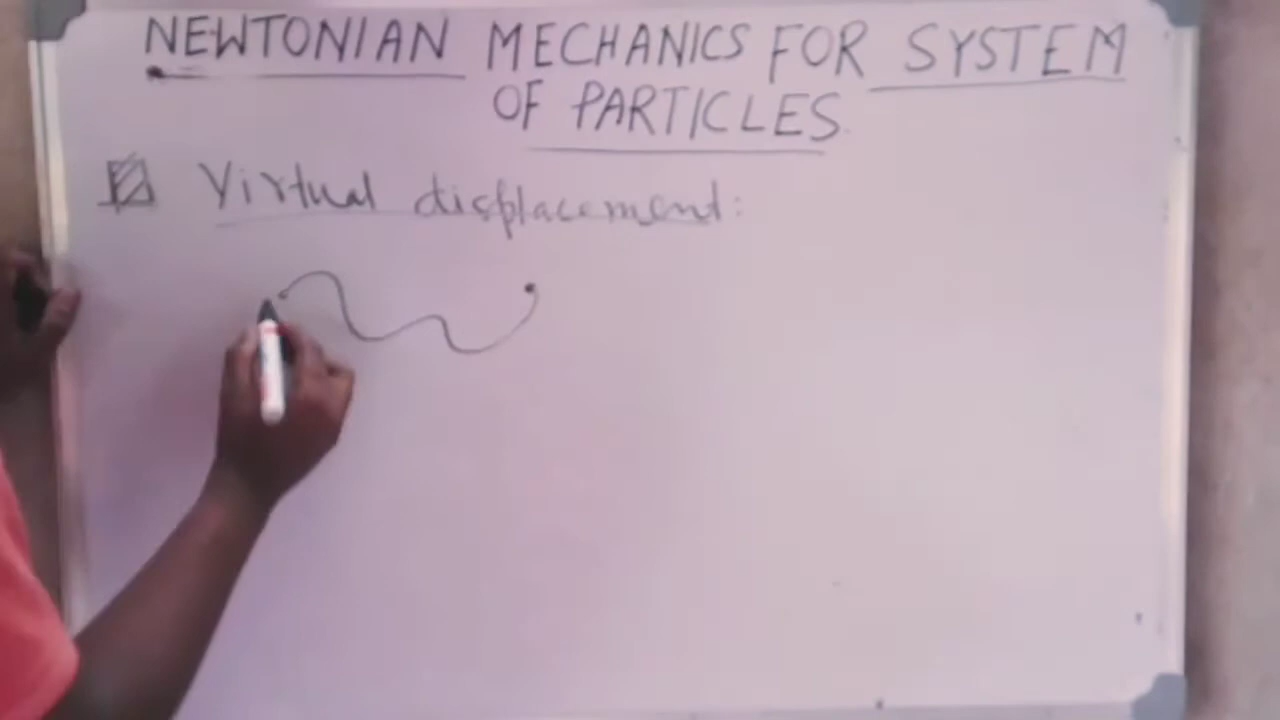 NEWTONIAN MECHANICS FOR SYSTEM
OF PARTICLES.
Virtual displacement: